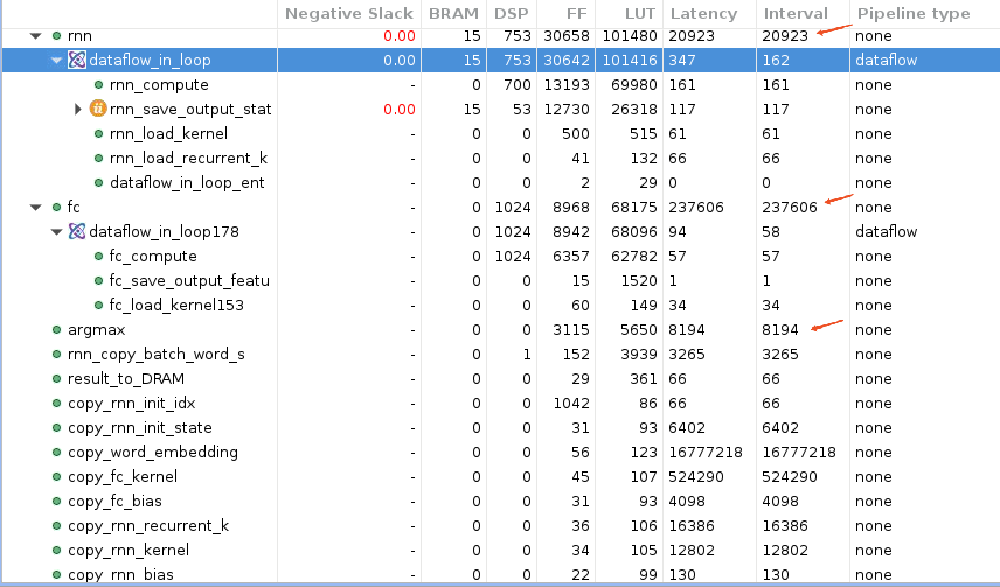 Negative Slack BRAM DSP FF LUT Latency Interval Pipeline type
rnn 0.00 15 753 30658 101480 20923 20923 none
dataflow_in_loop 0.00 15 753 30642 101416 347 162 dataflow
rnn_compute - 0 700 13193 69980 161 161 none
rnn_save_output_stat 0.00 15 53 12730 26318 117 117 none
rnn_load_kernel - 0 0 500 515 61 61 none
rnn_load_recurrent_k - 0 0 41 132 66 66 none
dataflow_in_loop_ent - 0 0 2 29 0 0 none
fc - 0 1024 8968 68175 237606 237606 none
dataflow_in_loop178 - 0 1024 8942 68096 94 58 dataflow
fc_compute - 0 1024 6357 62782 57 57 none
fc_save_output_featu - 0 0 15 1520 1 1 none
fc_load_kernel153 - 0 0 60 149 34 34 none
argmax - 0 0 3115 5650 8194 8194 none
rnn_copy_batch_word_s - 0 1 152 3939 3265 3265 none
result_to_DRAM - 0 0 29 361 66 66 none
copy_rnn_init_idx - 0 0 1042 86 66 66 none
copy_rnn_init_state - 0 0 31 93 6402 6402 none
copy_word_embedding - 0 0 56 123 16777218 16777218 none
copy_fc_kernel - 0 0 45 107 524290 524290 none
copy_fc_bias - 0 0 31 93 4098 4098 none
copy_rnn_recurrent_k - 0 0 36 106 16386 16386 none
copy_rnn_kernel - 0 0 34 105 12802 12802 none
copy_rnn_bias - 0 0 22 99 130 130 none